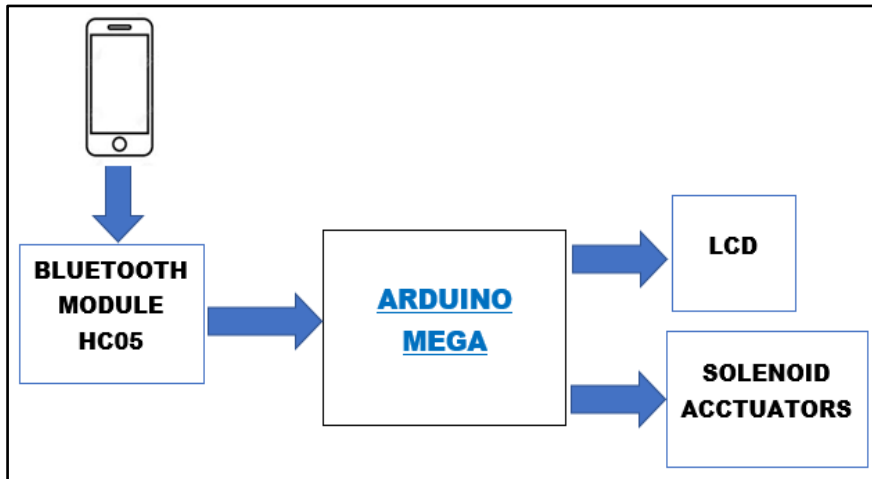 BLUETOOTH
MODULE
HC05
ARDUINO
MEGA
LCD
SOLENOID
ACCTUATORS